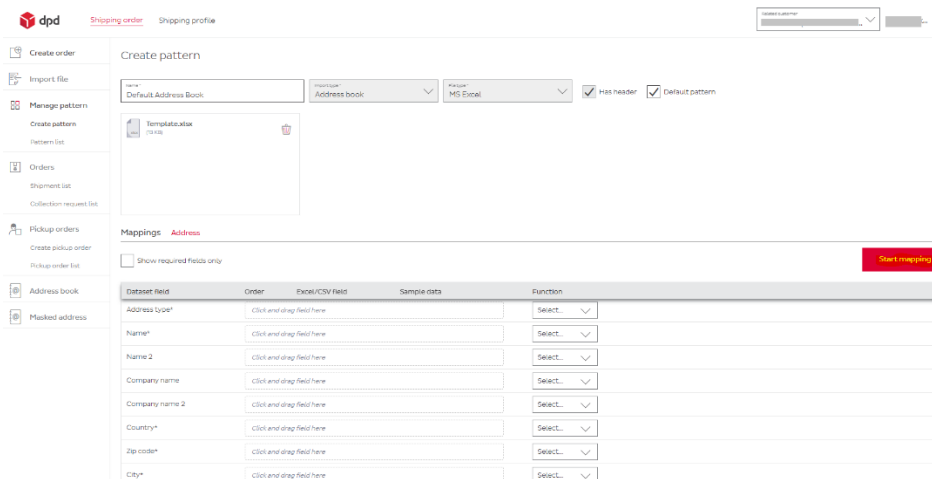 dpd
Shipping order Shipping profile
Create order
Import file
Manage pattern
Create pattern
Pattern list
Orders
Shipment list
Collection request list
Pickup orders
Create pickup order
Pickup order list
Address book
Masked address
Create pattern
Name*
Default Address Book
Import type*
Address book
File type*
MS Excel
Has header
Default pattern
Template.xlsx
Mappings Address
Show required fields only
Start mapping
Dataset field Order Excel/CSV field Sample data Function
Address type* Click and drag field here Select...
Name* Click and drag field here Select...
Name 2 Click and drag field here Select...
Company name Click and drag field here Select...
Company name 2 Click and drag field here Select...
Country* Click and drag field here Select...
Zip code* Click and drag field here Select...
City* Click and drag field here Select...